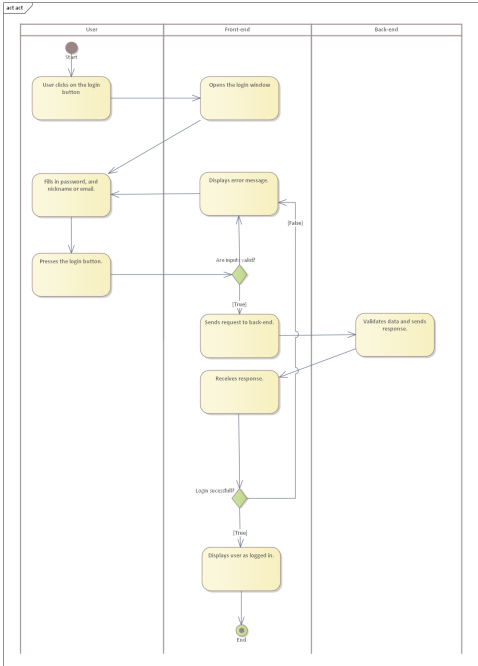 act act
User
Front-end
Back-end
Start
User clicks on the login
button
Opens the login window
Fills in password, and
nickname or email.
Displays error message.
[False]
Presses the login button.
Are inputs valid?
[True]
Sends request to back-end.
Validates data and sends
response.
Receives response.
Login sucessfull?
[True]
Displays user as logged in.
End